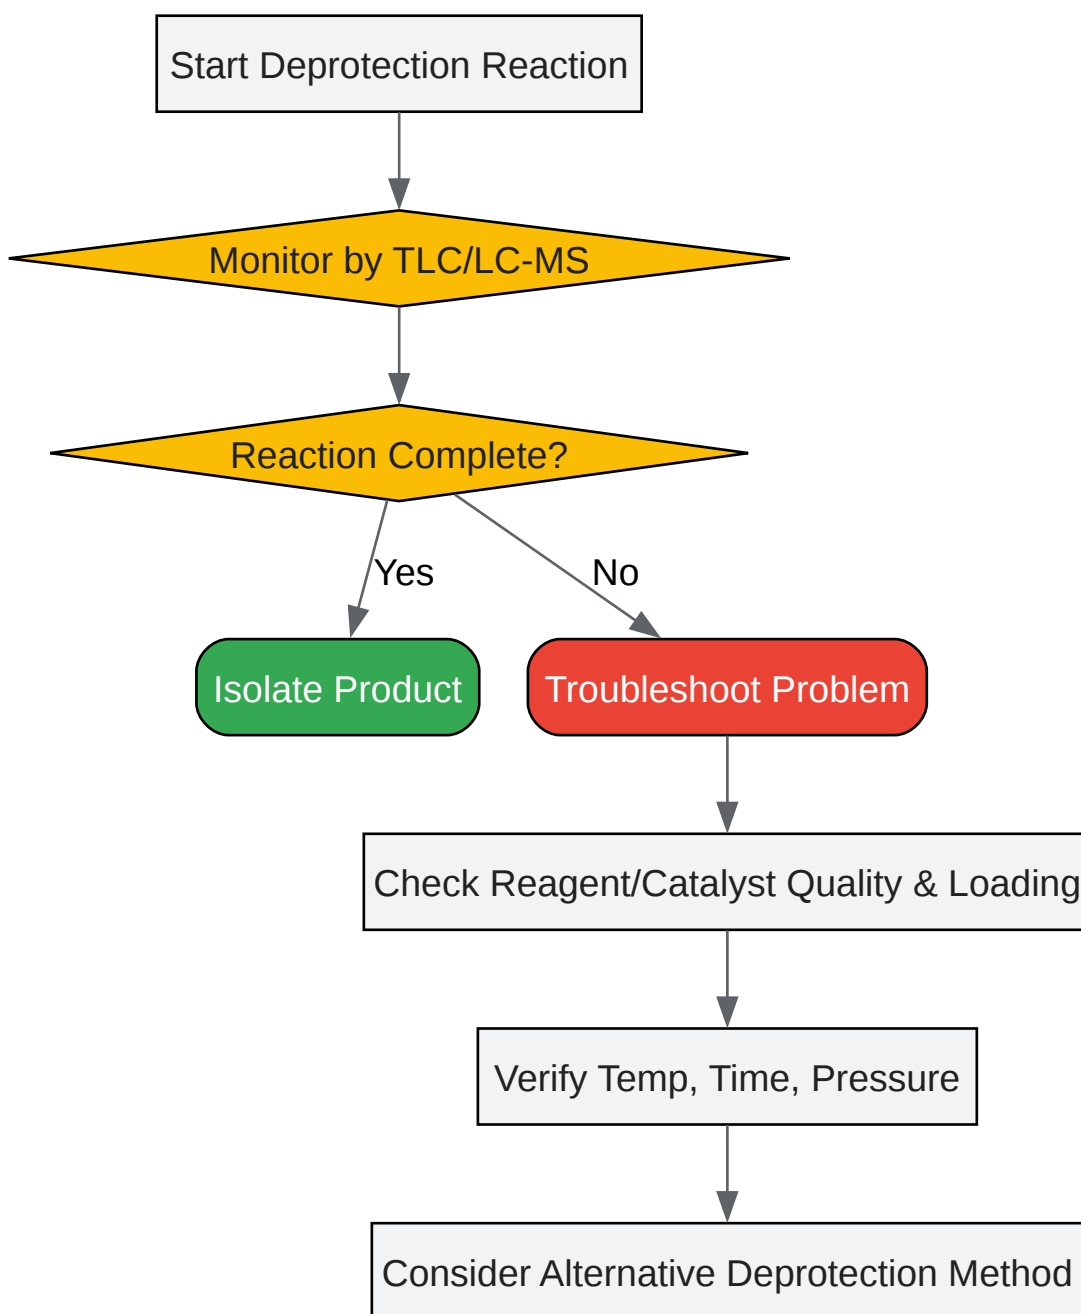 Start Deprotection Reaction
Monitor by TLC/LC-MS
Reaction Complete?
Yes
No
Isolate Product
Troubleshoot Problem
Check Reagent/Catalyst Quality & Loading
Verify Temp, Time, Pressure
Consider Alternative Deprotection Method